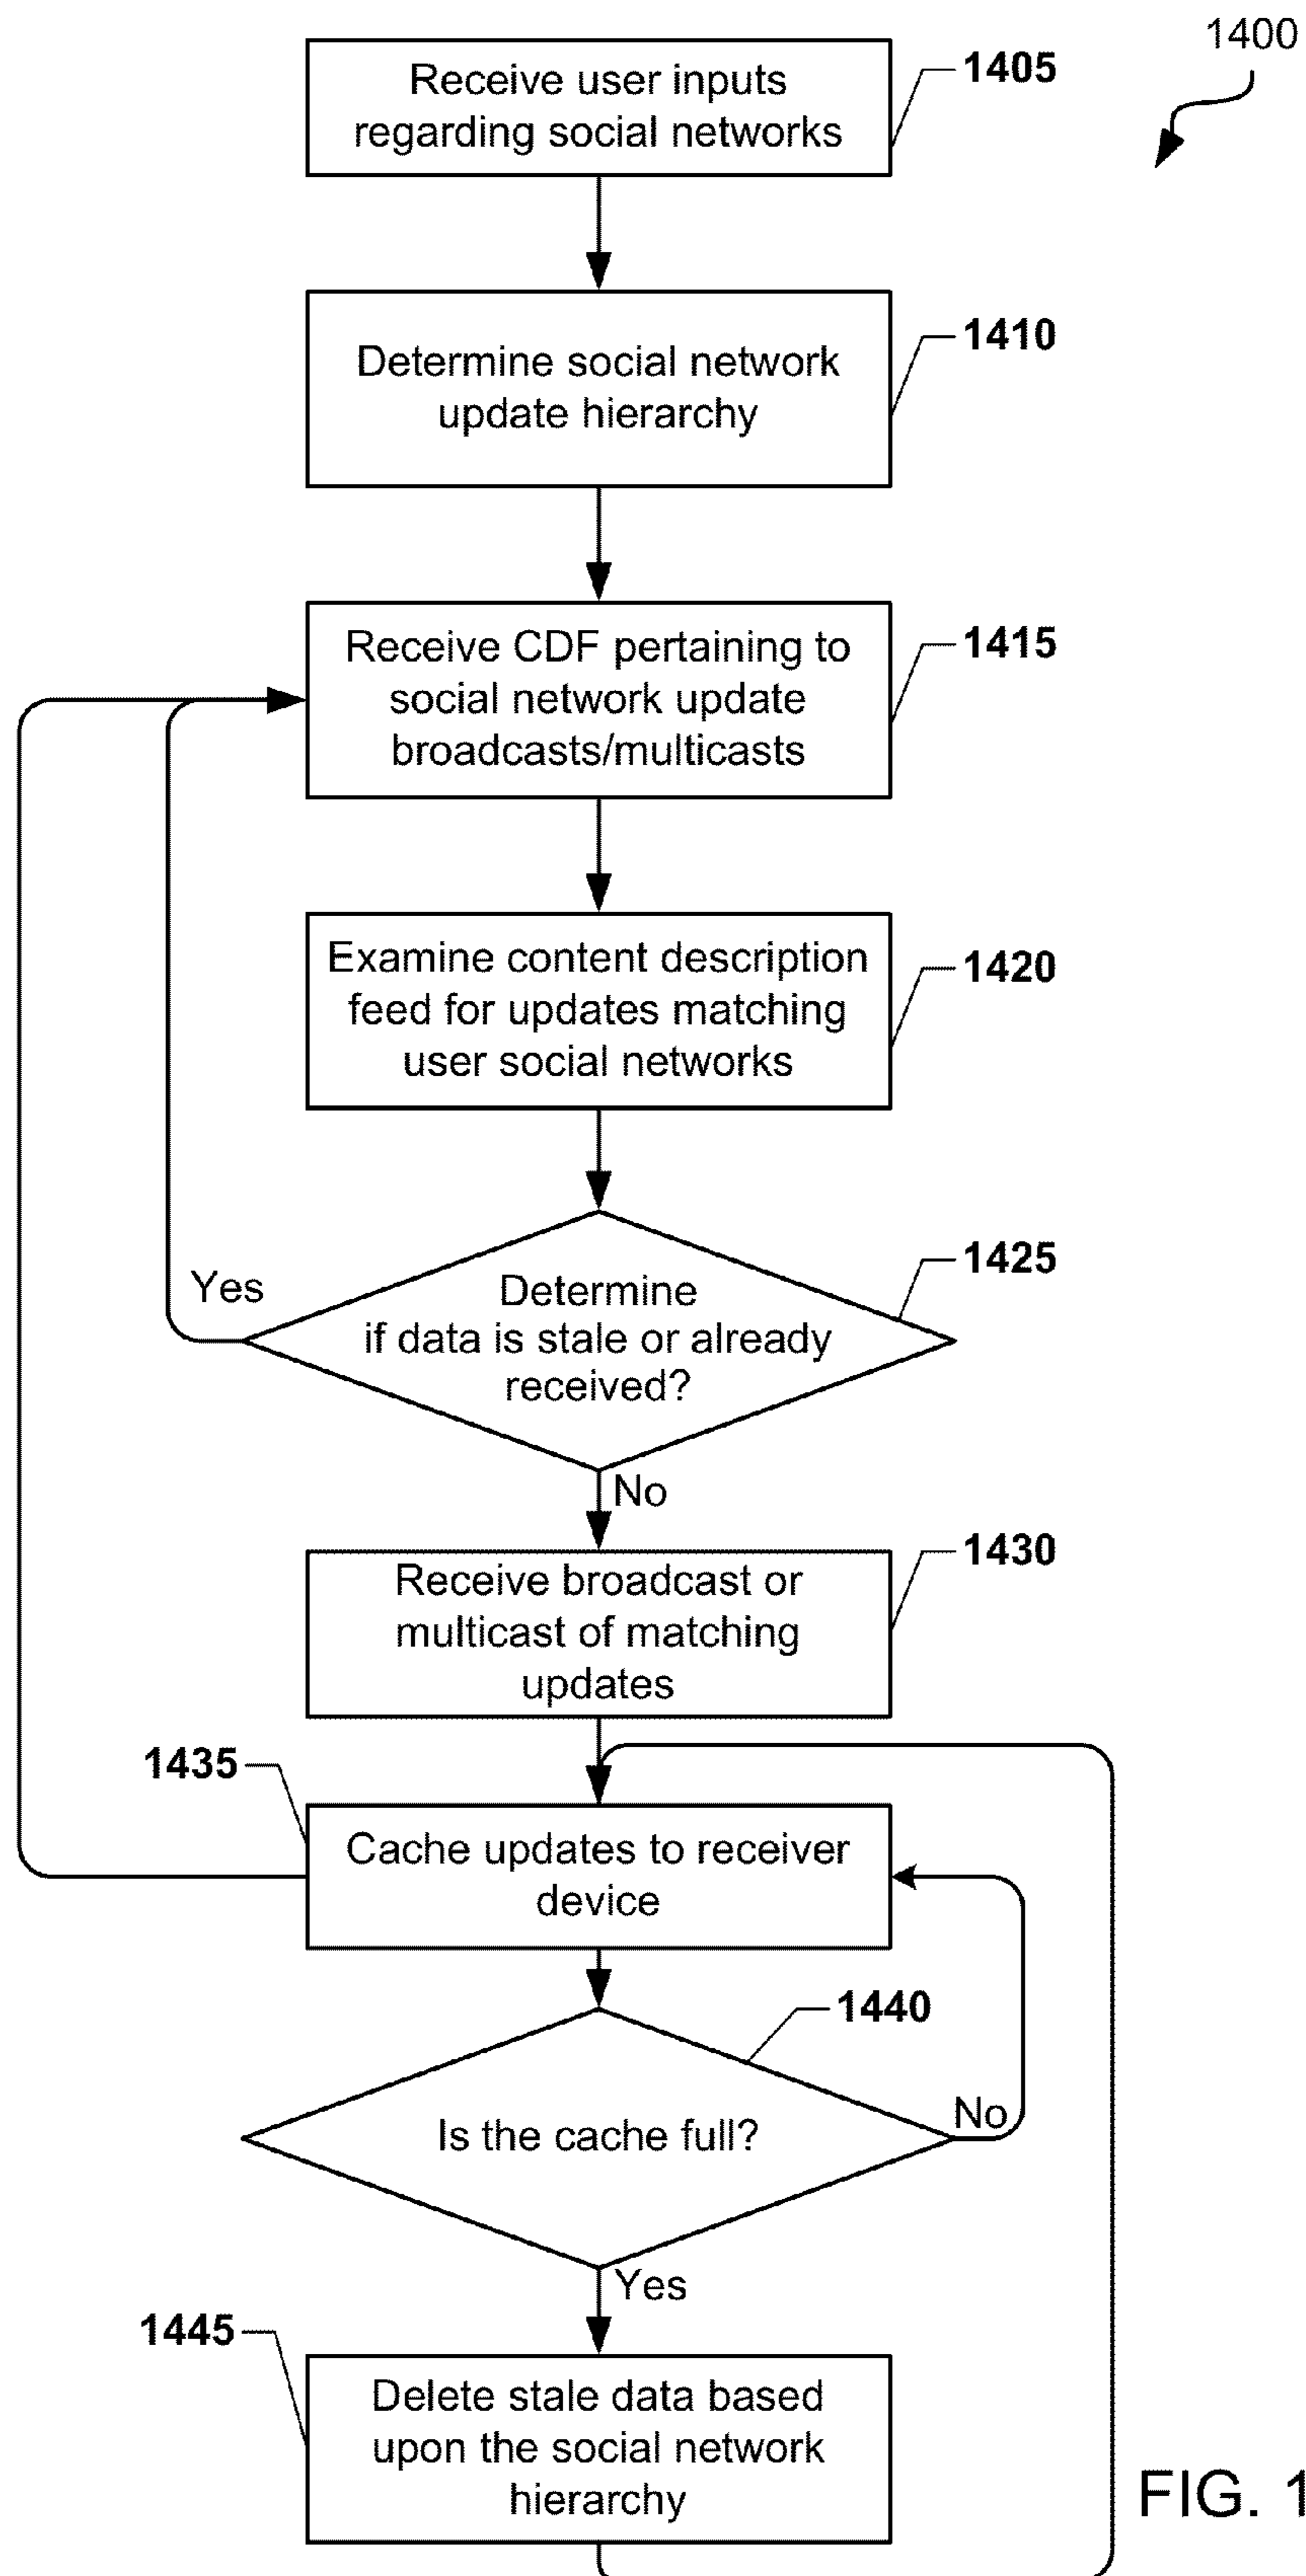 1400
Receive user inputs
regarding social networks
1405
Determine social network
update hierarchy
1410
Receive CDF pertaining to
social network update
broadcasts/multicasts
1415
Examine content description
feed for updates matching
user social networks
1420
Yes
Determine
if data is stale or already
received?
1425
No
Receive broadcast or
multicast of matching
updates
1430
1435
Cache updates to receiver
device
1440
Is the cache full?
No
Yes
1445
Delete stale data based
upon the social network
hierarchy
FIG. 1